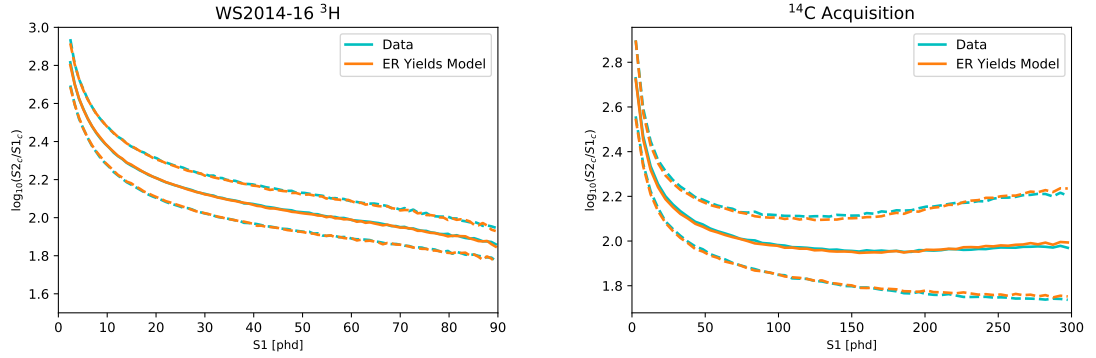 WS2014-16 ³H
3.0
2.8
2.6
2.4
2.2
2.0
1.8
1.6
log₁₀(S2c/S1c)
0 10 20 30 40 50 60 70 80 90
S1 [phd]
Data
ER Yields Model
¹⁴C Acquisition
2.8
2.6
2.4
2.2
2.0
1.8
log₁₀(S2c/S1c)
0 50 100 150 200 250 300
S1 [phd]
Data
ER Yields Model